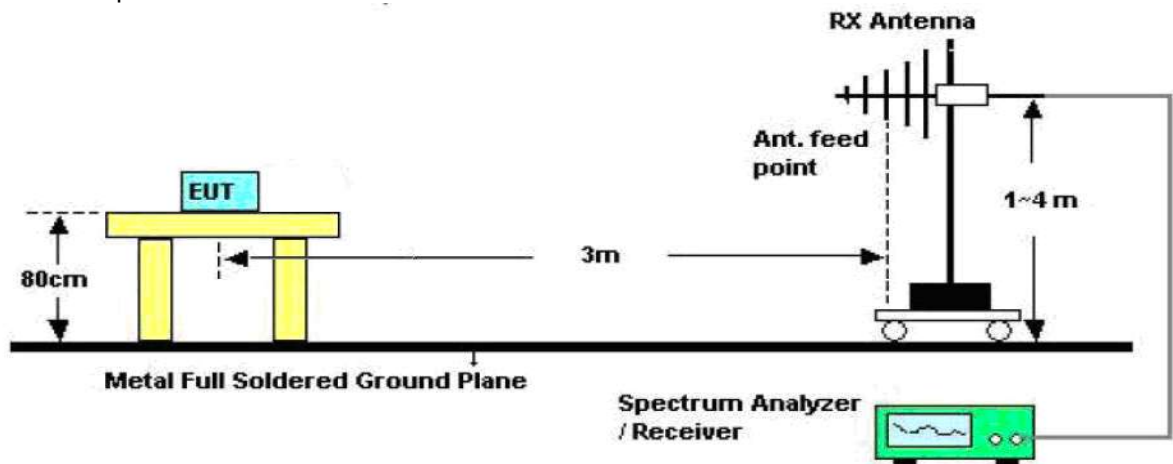 RX Antenna
Ant. feed
point
EUT
1~4 m
3m
80cm
Metal Full Soldered Ground Plane
Spectrum Analyzer
/ Receiver